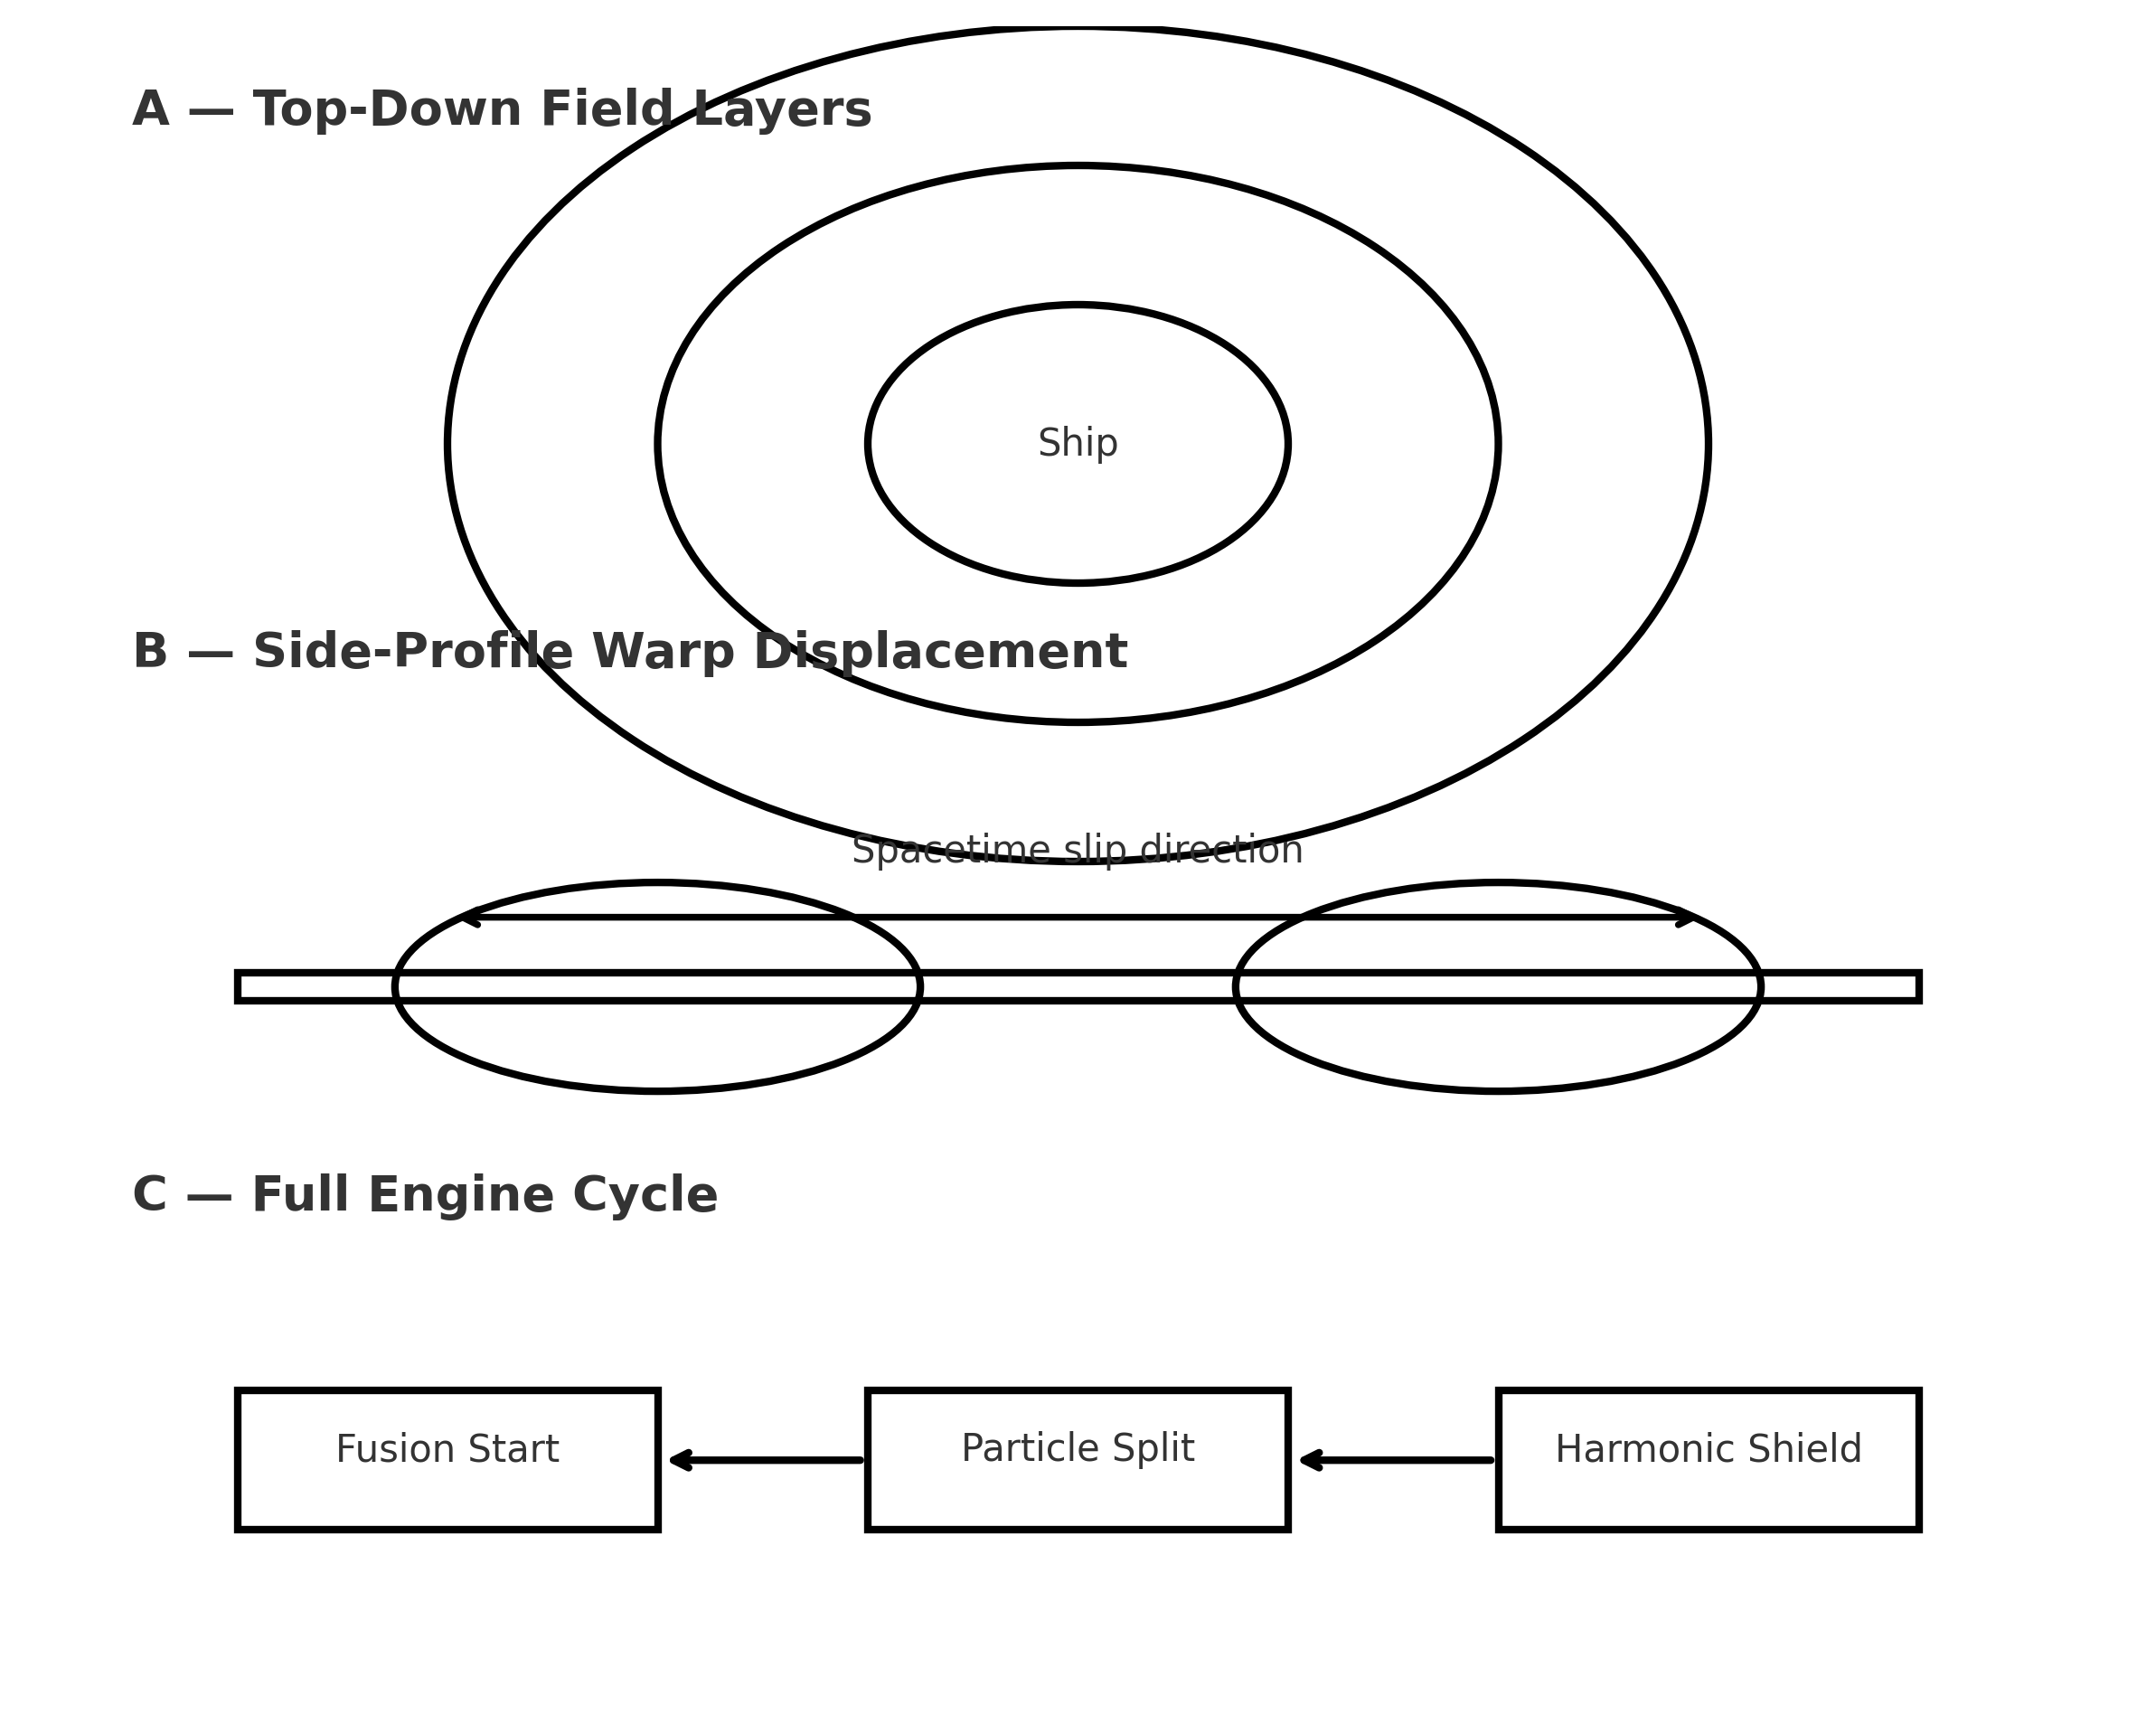 A — Top-Down Field Layers
Ship
B — Side-Profile Warp Displacement
Spacetime slip direction
C — Full Engine Cycle
Fusion Start
Particle Split
Harmonic Shield